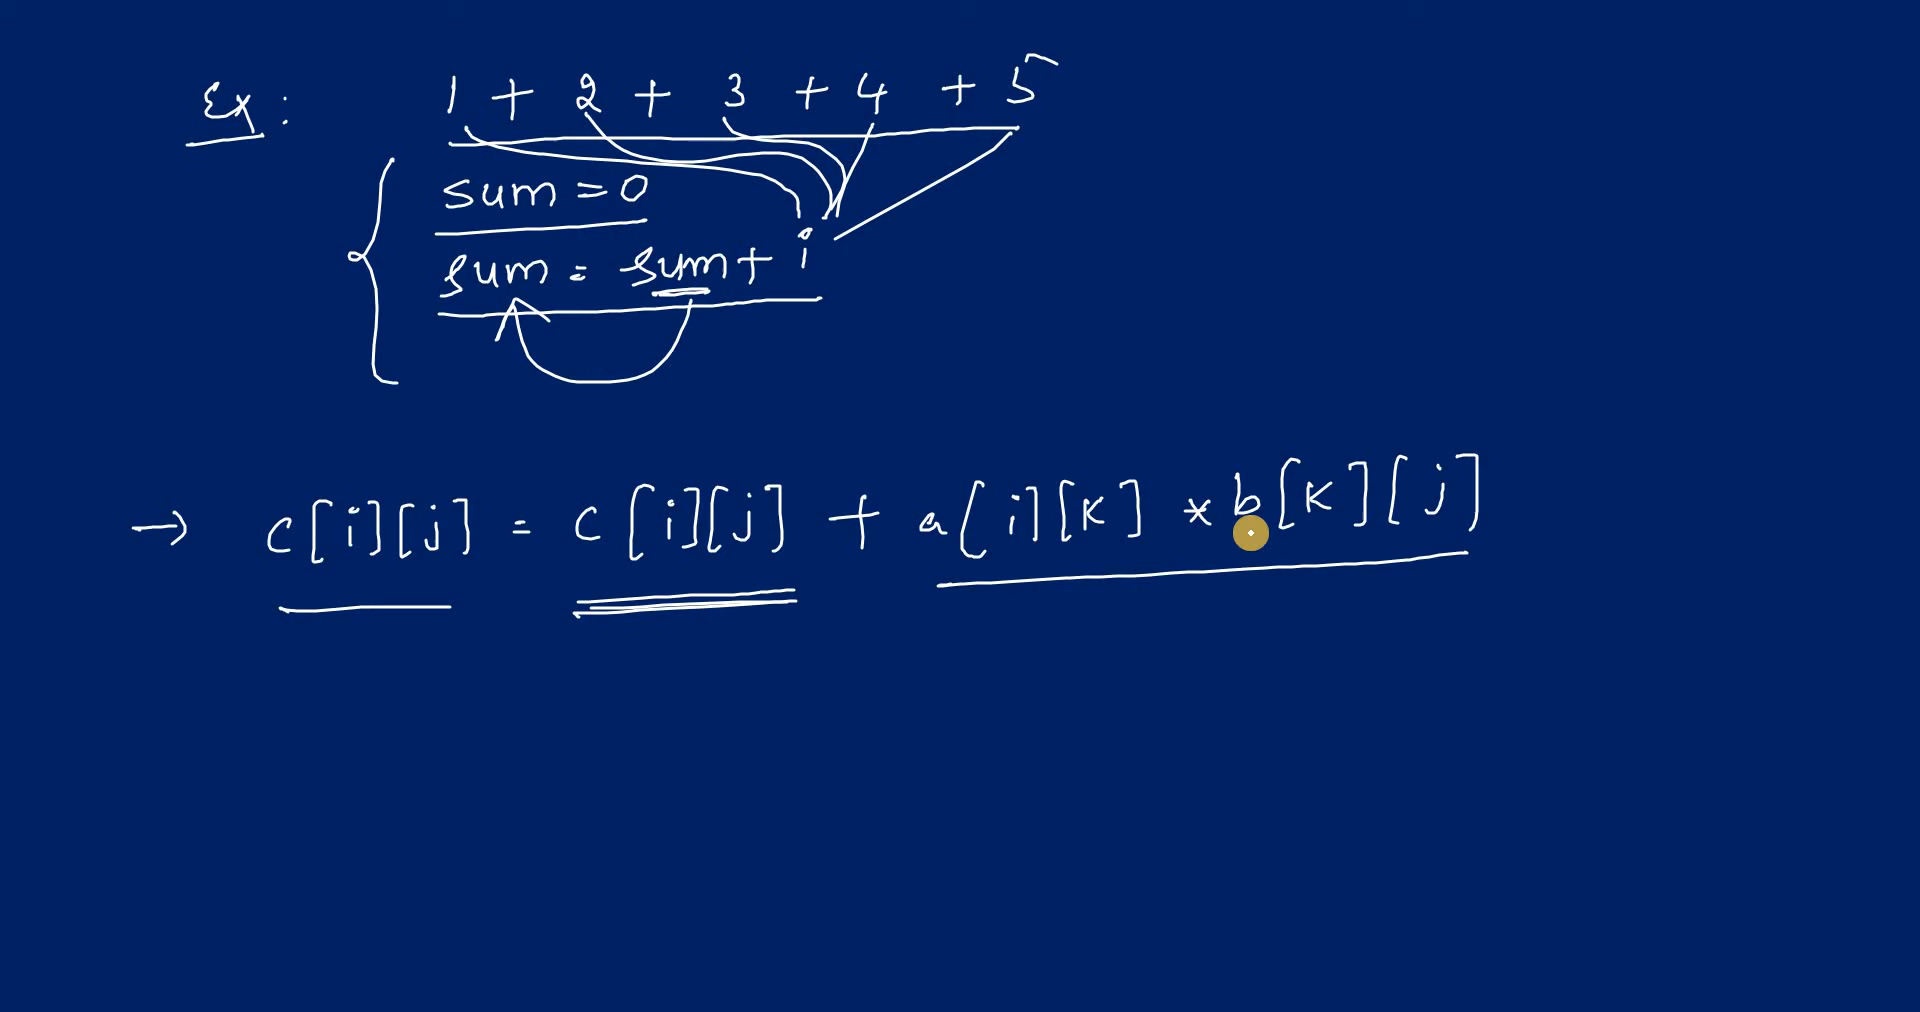 Ex: 1 + 2 + 3 + 4 + 5
sum = 0
sum = sum + i
→ c[i][j] = c[i][j] + a[i][k] * b[k][j]